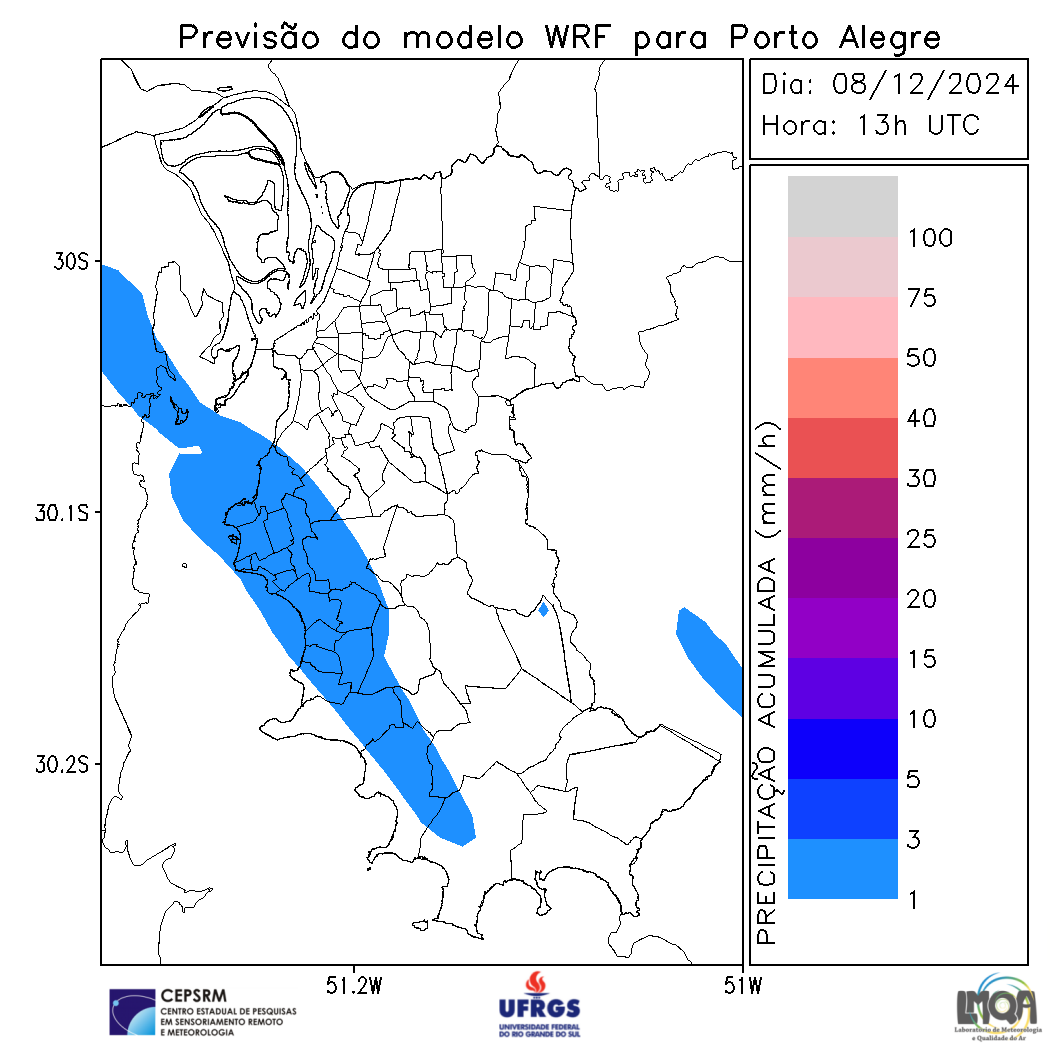 Previsão do modelo WRF para Porto Alegre
Dia: 08/12/2024
Hora: 13h UTC
30S
30.1S
30.2S
51.2W
51W
PRECIPITAÇÃO ACUMULADA (mm/h)
100
75
50
40
30
25
20
15
10
5
3
1
CEPSRM
CENTRO ESTADUAL DE PESQUISAS
EM SENSORIAMENTO REMOTO
E METEOROLOGIA
UFRGS
UNIVERSIDADE FEDERAL
DO RIO GRANDE DO SUL
LMQA
Laboratório de Meteorologia
e Qualidade do Ar